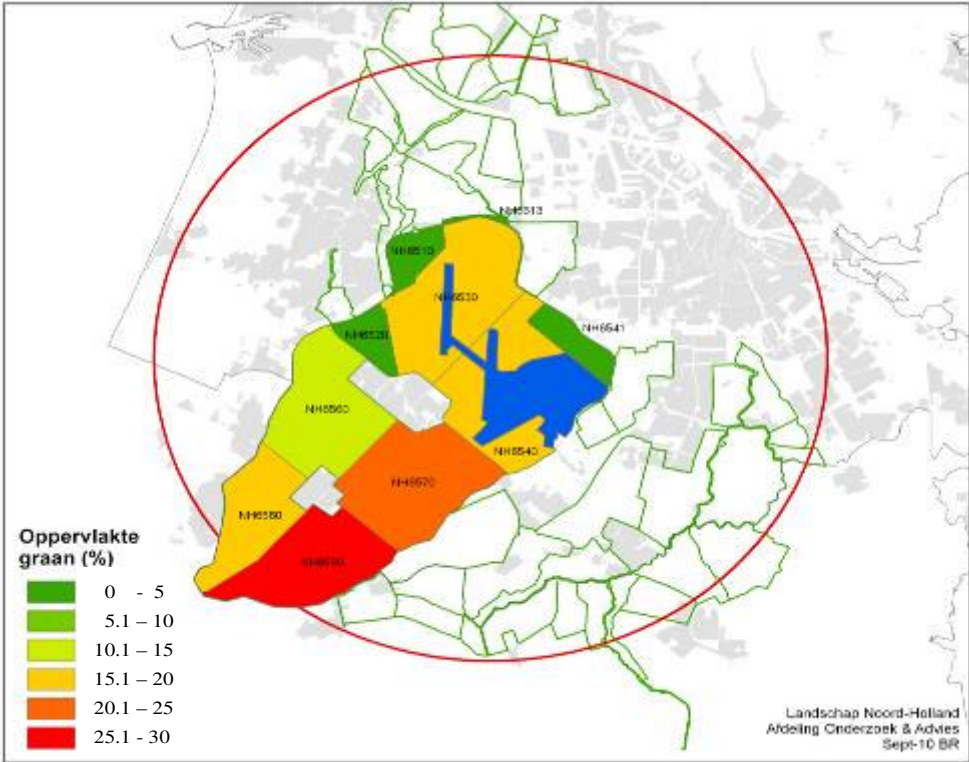 NH6313
NH6510
NH6530
NH6520
NH6541
NH6560
NH6540
NH6570
NH6580
Oppervlakte
graan (%)
0 - 5
5.1 – 10
10.1 – 15
15.1 – 20
20.1 – 25
25.1 - 30
Landschap Noord-Holland
Afdeling Onderzoek & Advies
Sept-10 BR